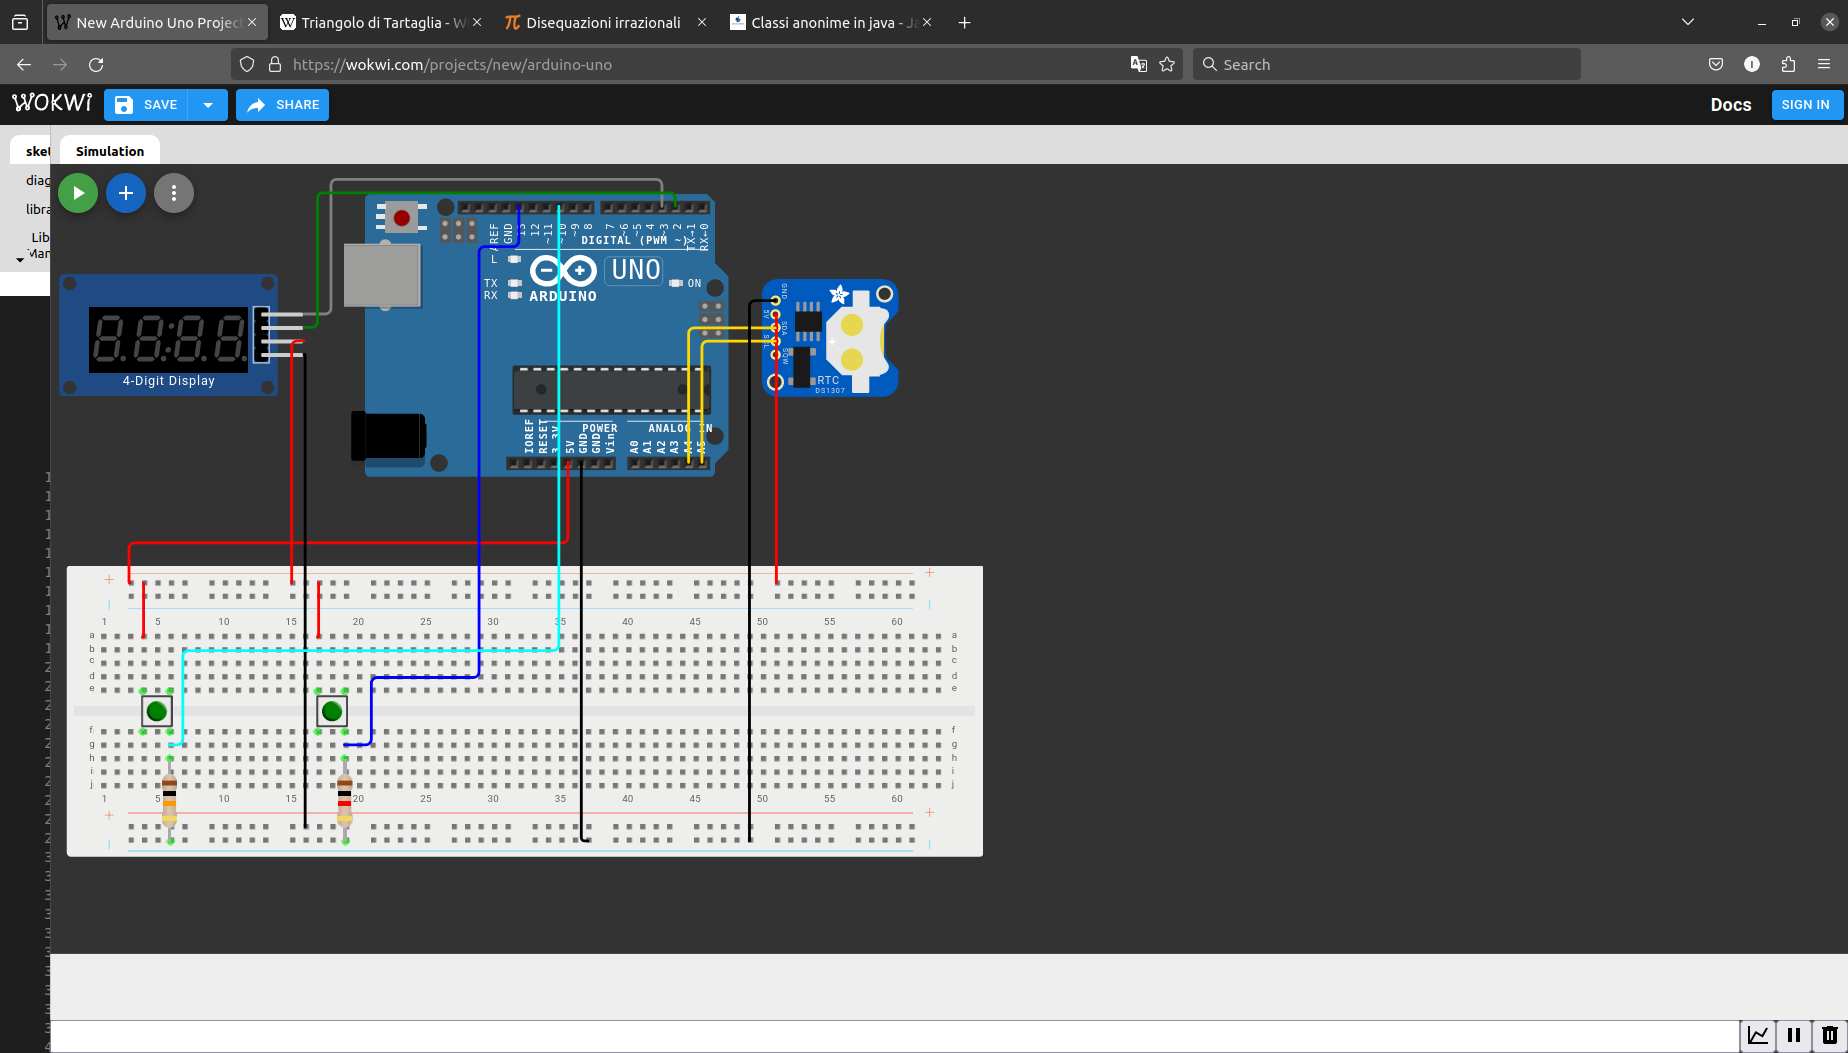 New Arduino Uno Projec
Triangolo di Tartaglia - W
Disequazioni irrazionali
Classi anonime in java - Ja
https://wokwi.com/projects/new/arduino-uno
Search
WOKWi
SAVE
SHARE
Docs
SIGN IN
sket
Simulation
diag
libra
Lib
Man
AREF
GND
13
12
~11
~10
~9
8
7
~6
~5
4
~3
2
TX→1
RX←0
DIGITAL (PWM ~)
L
TX
RX
UNO
ON
ARDUINO
4-Digit Display
GND
5V
SDA
SCL
SQW
RTC
DS1307
IOREF
RESET
3.3V
5V
GND
GND
Vin
POWER
ANALOG IN
A0
A1
A2
A3
A4
A5
+ +
1 5 10 15 20 25 30 35 40 45 50 55 60
a a
b b
c c
d d
e e
f f
g g
h h
i i
j j
1 5 10 15 20 25 30 35 40 45 50 55 60
+ +